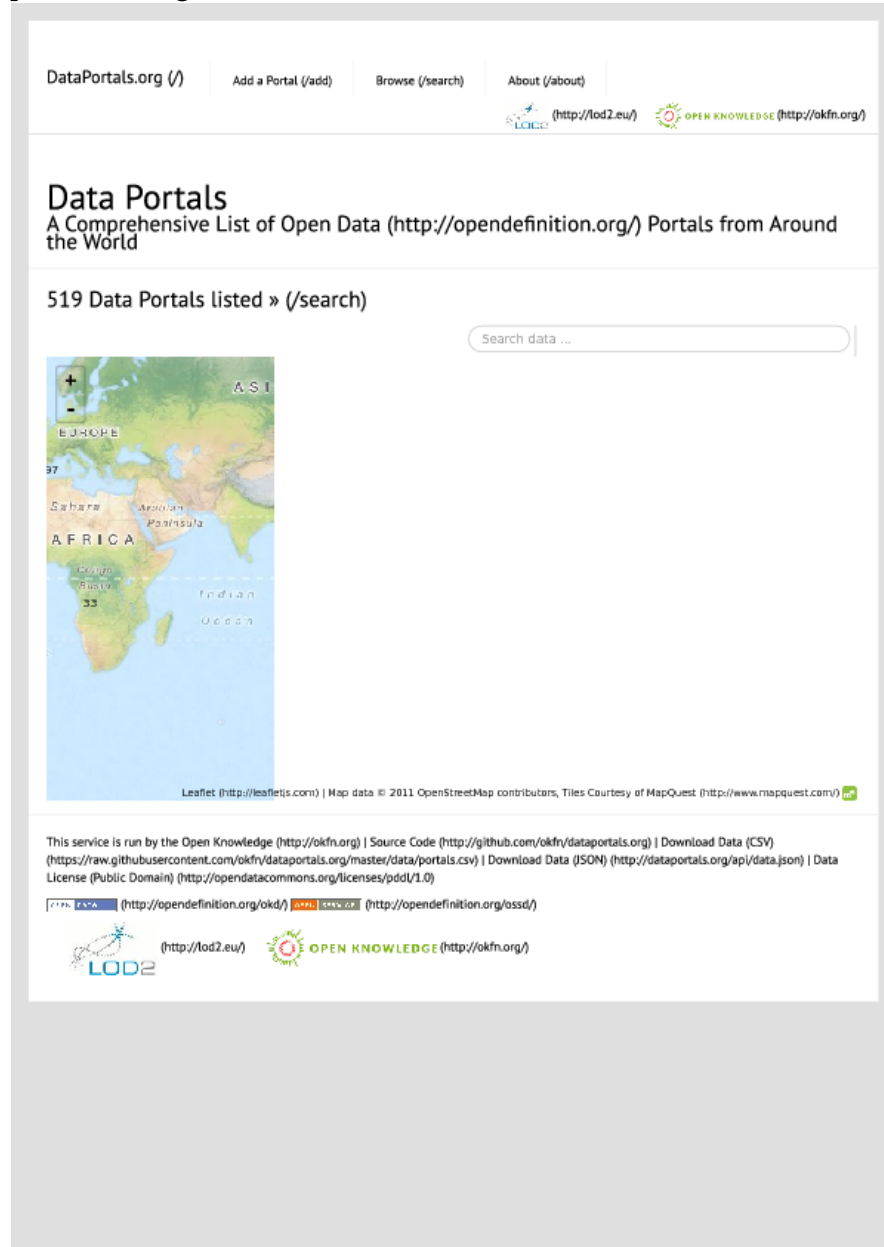 DataPortals.org (/)
Add a Portal (/add)
Browse (/search)
About (/about)
LOD2 (http://lod2.eu/)
OPEN KNOWLEDGE (http://okfn.org/)
Data Portals
A Comprehensive List of Open Data (http://opendefinition.org/) Portals from Around
the World
519 Data Portals listed » (/search)
Search data ...
+
-
ASI
EUROPE
97
Sahara
Arabian
Peninsula
AFRICA
Congo
Basin
33
Indian
Ocean
Leaflet (http://leafletjs.com) | Map data © 2011 OpenStreetMap contributors, Tiles Courtesy of MapQuest (http://www.mapquest.com/)
This service is run by the Open Knowledge (http://okfn.org) | Source Code (http://github.com/okfn/dataportals.org) | Download Data (CSV)
(https://raw.githubusercontent.com/okfn/dataportals.org/master/data/portals.csv) | Download Data (JSON) (http://dataportals.org/api/data.json) | Data
License (Public Domain) (http://opendatacommons.org/licenses/pddl/1.0)
OPEN DATA (http://opendefinition.org/okd/) OPEN SERVICE (http://opendefinition.org/ossd/)
LOD2 (http://lod2.eu/) OPEN KNOWLEDGE (http://okfn.org/)